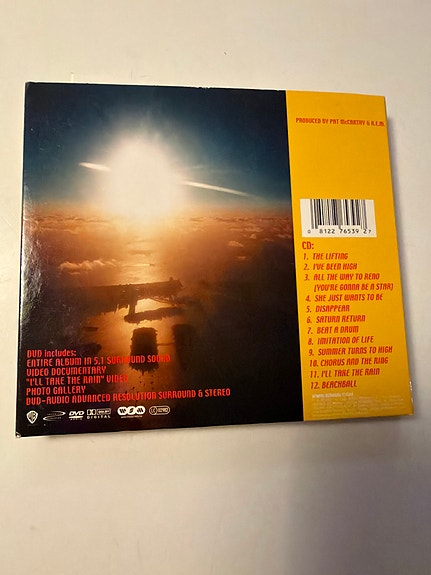 PRODUCED BY PAT McCARTHY & R.E.M.
0 8122 76539 27
CD:
1. THE LIFTING
2. I'VE BEEN HIGH
3. ALL THE WAY TO RENO
(YOU'RE GONNA BE A STAR)
4. SHE JUST WANTS TO BE
5. DISAPPEAR
6. SATURN RETURN
7. BEAT A DRUM
8. IMITATION OF LIFE
9. SUMMER TURNS TO HIGH
10. CHORUS AND THE RING
11. I'LL TAKE THE RAIN
12. BEACHBALL
DVD includes:
ENTIRE ALBUM IN 5.1 SURROUND SOUND
VIDEO DOCUMENTARY
"I'LL TAKE THE RAIN" VIDEO
PHOTO GALLERY
DVD-AUDIO ADVANCED RESOLUTION SURROUND & STEREO
DVD
DOLBY
DIGITAL